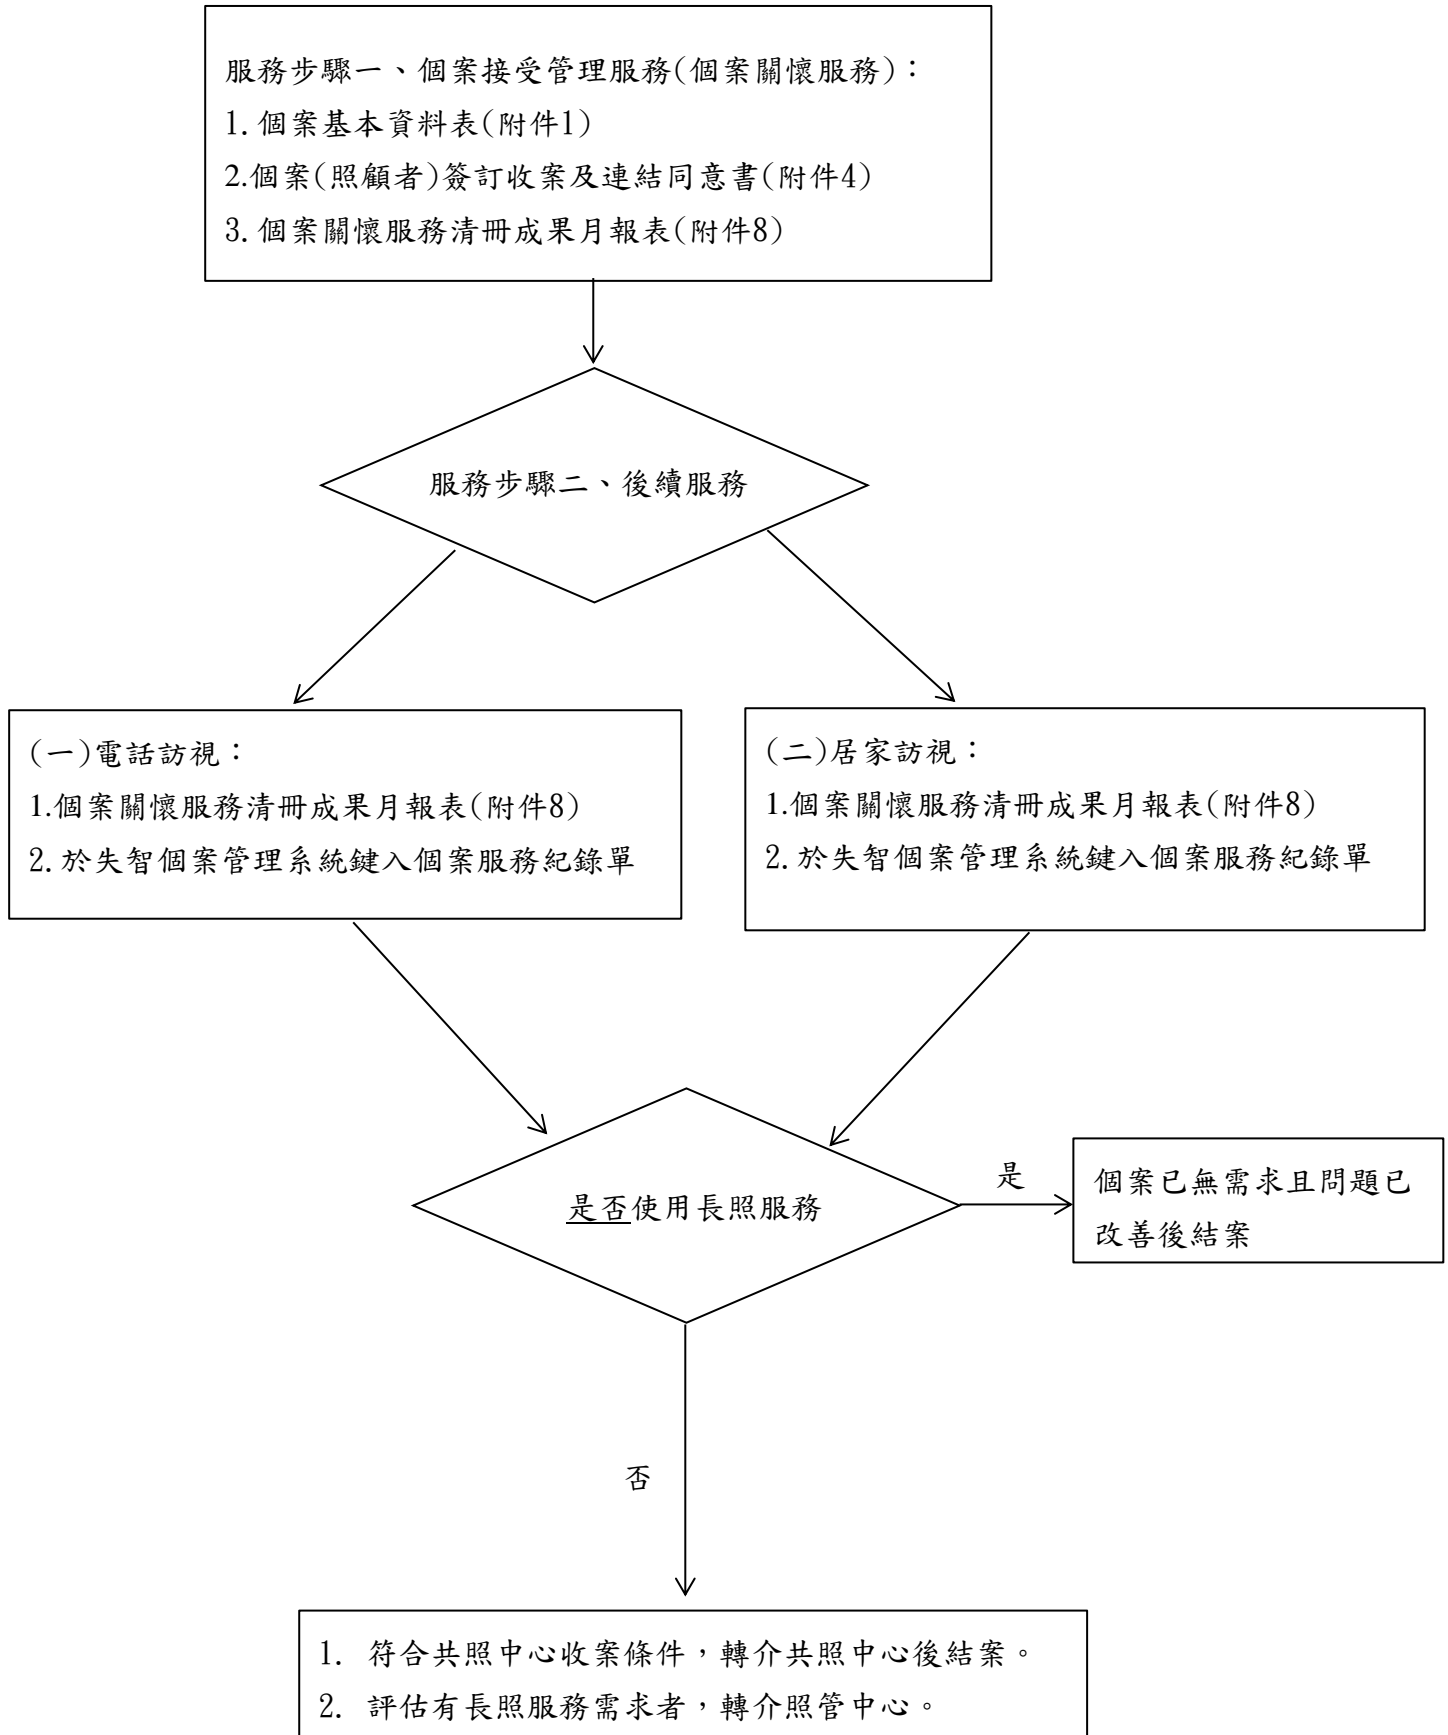 服務步驟一、個案接受管理服務(個案關懷服務)：
1.個案基本資料表(附件1)
2.個案(照顧者)簽訂收案及連結同意書(附件4)
3.個案關懷服務清冊成果月報表(附件8)
服務步驟二、後續服務
(一)電話訪視：
1.個案關懷服務清冊成果月報表(附件8)
2.於失智個案管理系統鍵入個案服務紀錄單
(二)居家訪視：
1.個案關懷服務清冊成果月報表(附件8)
2.於失智個案管理系統鍵入個案服務紀錄單
是否使用長照服務
是
個案已無需求且問題已
改善後結案
否
1. 符合共照中心收案條件，轉介共照中心後結案。
2. 評估有長照服務需求者，轉介照管中心。